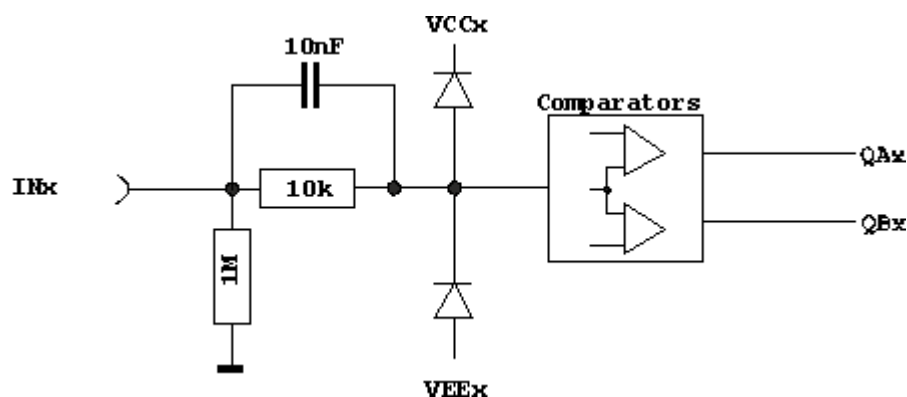 VCCx
10nF
Comparators
QAx
INx
10k
QBx
1M
VEEx